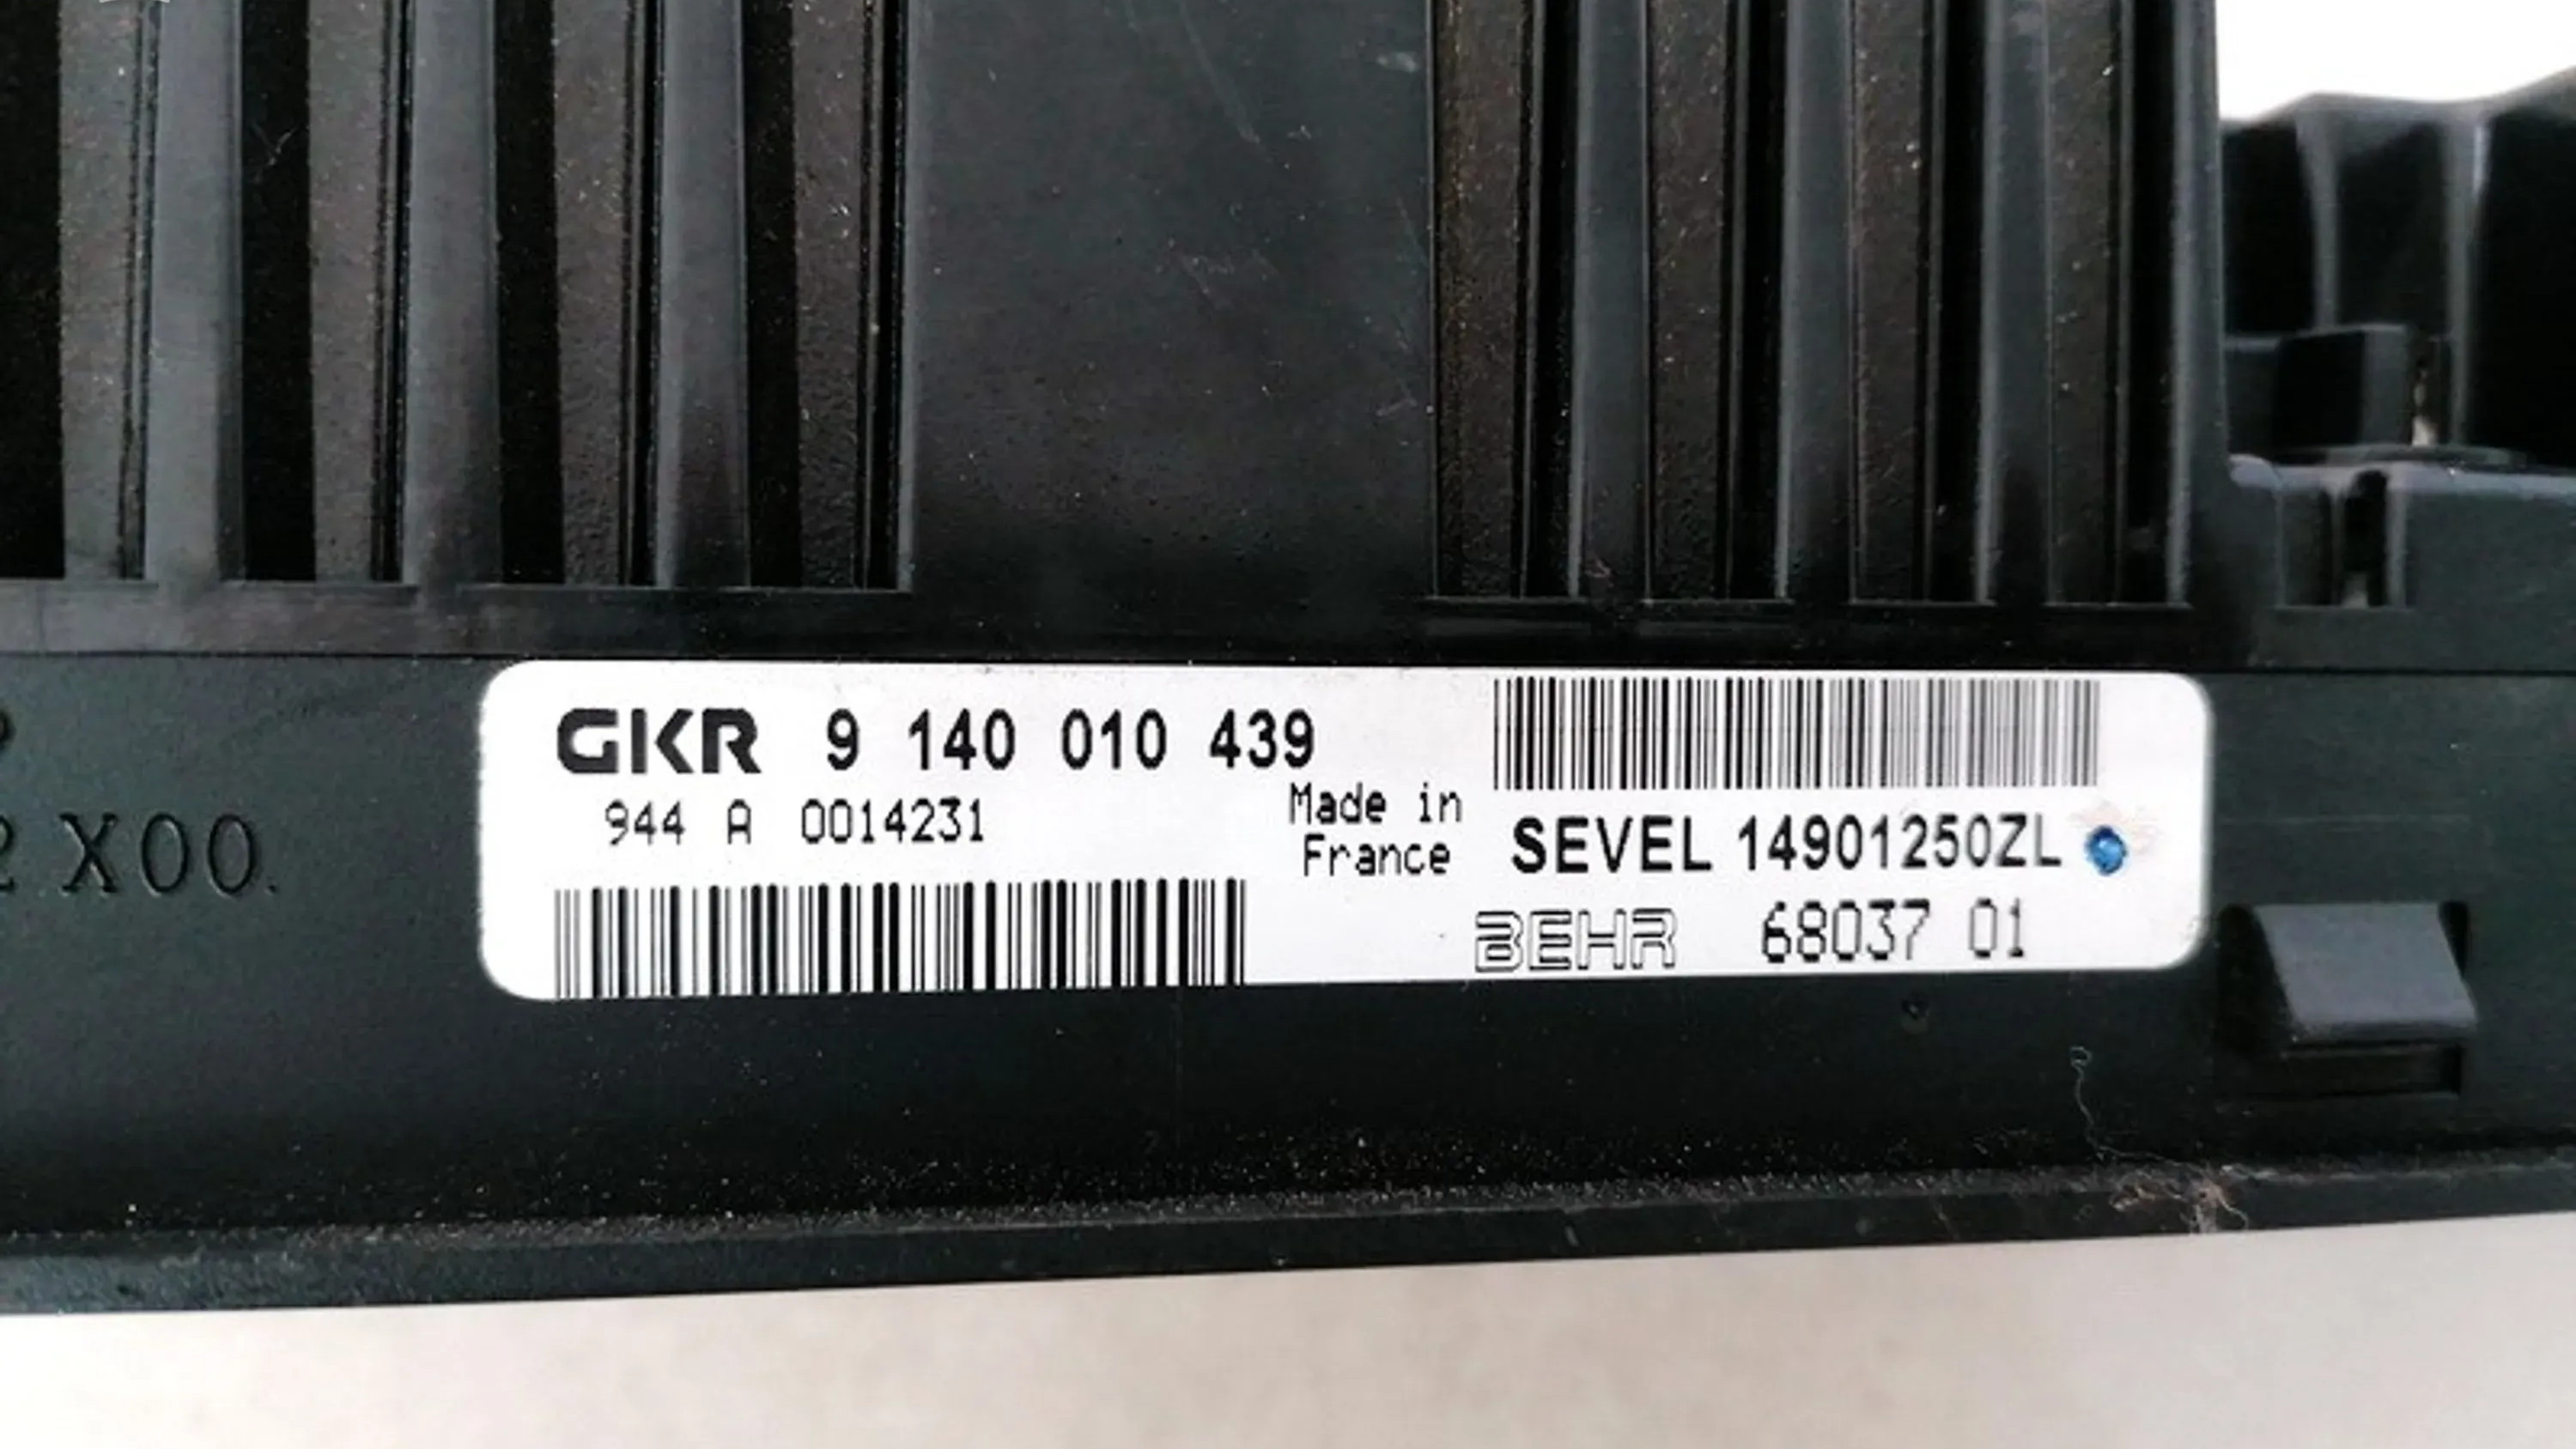 GKR 9 140 010 439
944 A 0014231
Made in
France
SEVEL 14901250ZL
BEHR 68037 01
X00